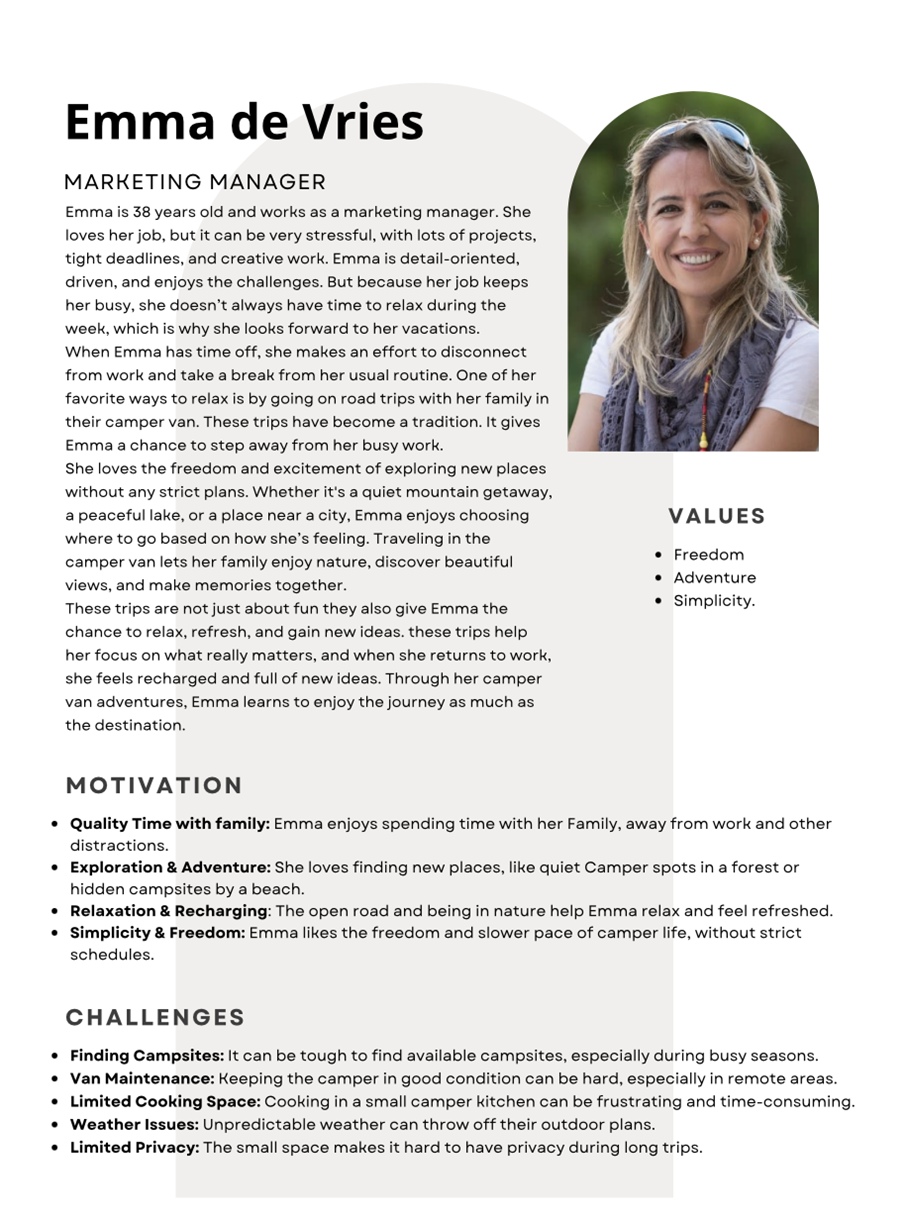 Emma de Vries
MARKETING MANAGER
Emma is 38 years old and works as a marketing manager. She
loves her job, but it can be very stressful, with lots of projects,
tight deadlines, and creative work. Emma is detail-oriented,
driven, and enjoys the challenges. But because her job keeps
her busy, she doesn’t always have time to relax during the
week, which is why she looks forward to her vacations.
When Emma has time off, she makes an effort to disconnect
from work and take a break from her usual routine. One of her
favorite ways to relax is by going on road trips with her family in
their camper van. These trips have become a tradition. It gives
Emma a chance to step away from her busy work.
She loves the freedom and excitement of exploring new places
without any strict plans. Whether it's a quiet mountain getaway,
a peaceful lake, or a place near a city, Emma enjoys choosing
where to go based on how she’s feeling. Traveling in the
camper van lets her family enjoy nature, discover beautiful
views, and make memories together.
These trips are not just about fun they also give Emma the
chance to relax, refresh, and gain new ideas. these trips help
her focus on what really matters, and when she returns to work,
she feels recharged and full of new ideas. Through her camper
van adventures, Emma learns to enjoy the journey as much as
the destination.
VALUES
• Freedom
• Adventure
• Simplicity.
MOTIVATION
• Quality Time with family: Emma enjoys spending time with her Family, away from work and other
distractions.
• Exploration & Adventure: She loves finding new places, like quiet Camper spots in a forest or
hidden campsites by a beach.
• Relaxation & Recharging: The open road and being in nature help Emma relax and feel refreshed.
• Simplicity & Freedom: Emma likes the freedom and slower pace of camper life, without strict
schedules.
CHALLENGES
• Finding Campsites: It can be tough to find available campsites, especially during busy seasons.
• Van Maintenance: Keeping the camper in good condition can be hard, especially in remote areas.
• Limited Cooking Space: Cooking in a small camper kitchen can be frustrating and time-consuming.
• Weather Issues: Unpredictable weather can throw off their outdoor plans.
• Limited Privacy: The small space makes it hard to have privacy during long trips.